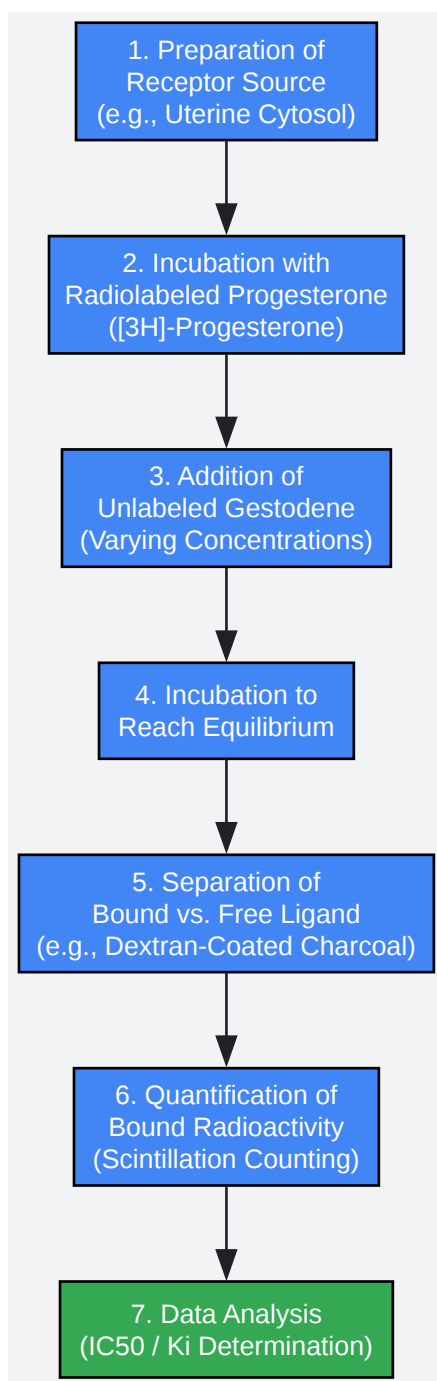 1. Preparation of
Receptor Source
(e.g., Uterine Cytosol)
2. Incubation with
Radiolabeled Progesterone
([3H]-Progesterone)
3. Addition of
Unlabeled Gestodene
(Varying Concentrations)
4. Incubation to
Reach Equilibrium
5. Separation of
Bound vs. Free Ligand
(e.g., Dextran-Coated Charcoal)
6. Quantification of
Bound Radioactivity
(Scintillation Counting)
7. Data Analysis
(IC50 / Ki Determination)